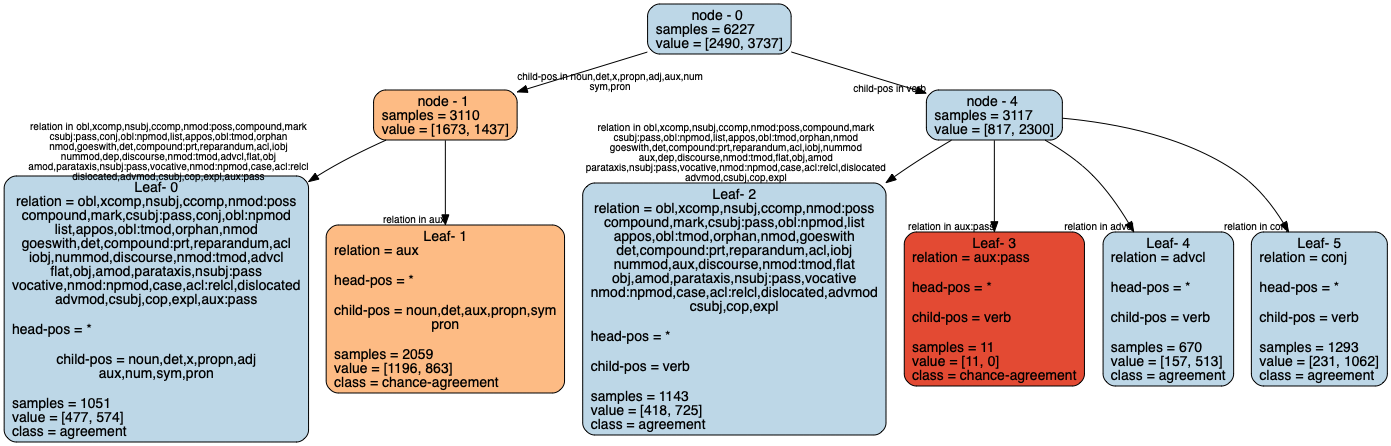 node - 0
samples = 6227
value = [2490, 3737]
child-pos in noun,det,x,propn,adj,aux,num
sym,pron
child-pos in verb
node - 1
samples = 3110
value = [1673, 1437]
node - 4
samples = 3117
value = [817, 2300]
relation in obl,xcomp,nsubj,ccomp,nmod:poss,compound,mark
csubj:pass,conj,obl:npmod,list,appos,obl:tmod,orphan
nmod,goeswith,det,compound:prt,reparandum,acl,iobj
nummod,dep,discourse,nmod:tmod,advcl,flat,obj
amod,parataxis,nsubj:pass,vocative,nmod:npmod,case,acl:relcl
dislocated,advmod,csubj,cop,expl,aux:pass
Leaf- 0
relation = obl,xcomp,nsubj,ccomp,nmod:poss
compound,mark,csubj:pass,conj,obl:npmod
list,appos,obl:tmod,orphan,nmod
goeswith,det,compound:prt,reparandum,acl
iobj,nummod,discourse,nmod:tmod,advcl
flat,obj,amod,parataxis,nsubj:pass
vocative,nmod:npmod,case,acl:relcl,dislocated
advmod,csubj,cop,expl,aux:pass
head-pos = *
child-pos = noun,det,x,propn,adj
aux,num,sym,pron
samples = 1051
value = [477, 574]
class = agreement
relation in aux
Leaf- 1
relation = aux
head-pos = *
child-pos = noun,det,aux,propn,sym
pron
samples = 2059
value = [1196, 863]
class = chance-agreement
relation in obl,xcomp,nsubj,ccomp,nmod:poss,compound,mark
csubj:pass,obl:npmod,list,appos,obl:tmod,orphan,nmod
goeswith,det,compound:prt,reparandum,acl,iobj,nummod
aux,dep,discourse,nmod:tmod,flat,obj,amod
parataxis,nsubj:pass,vocative,nmod:npmod,case,acl:relcl,dislocated
advmod,csubj,cop,expl
Leaf- 2
relation = obl,xcomp,nsubj,ccomp,nmod:poss
compound,mark,csubj:pass,obl:npmod,list
appos,obl:tmod,orphan,nmod,goeswith
det,compound:prt,reparandum,acl,iobj
nummod,aux,discourse,nmod:tmod,flat
obj,amod,parataxis,nsubj:pass,vocative
nmod:npmod,case,acl:relcl,dislocated,advmod
csubj,cop,expl
head-pos = *
child-pos = verb
samples = 1143
value = [418, 725]
class = agreement
relation in aux:pass
Leaf- 3
relation = aux:pass
head-pos = *
child-pos = verb
samples = 11
value = [11, 0]
class = chance-agreement
relation in advcl
Leaf- 4
relation = advcl
head-pos = *
child-pos = verb
samples = 670
value = [157, 513]
class = agreement
relation in conj
Leaf- 5
relation = conj
head-pos = *
child-pos = verb
samples = 1293
value = [231, 1062]
class = agreement